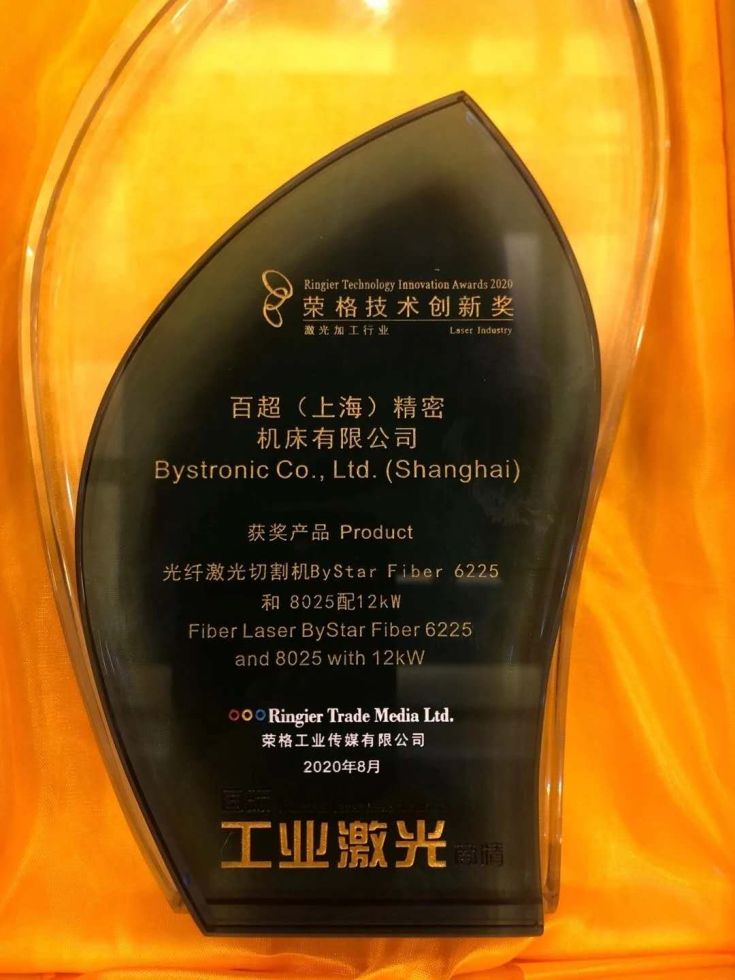 Ringier Technology Innovation Awards 2020
荣格技术创新奖
激光加工行业 Laser Industry
百超（上海）精密
机床有限公司
Bystronic Co., Ltd. (Shanghai)
获奖产品 Product
光纤激光切割机ByStar Fiber 6225
和 8025配12kW
Fiber Laser ByStar Fiber 6225
and 8025 with 12kW
Ringier Trade Media Ltd.
荣格工业传媒有限公司
2020年8月
国际
工业激光商情